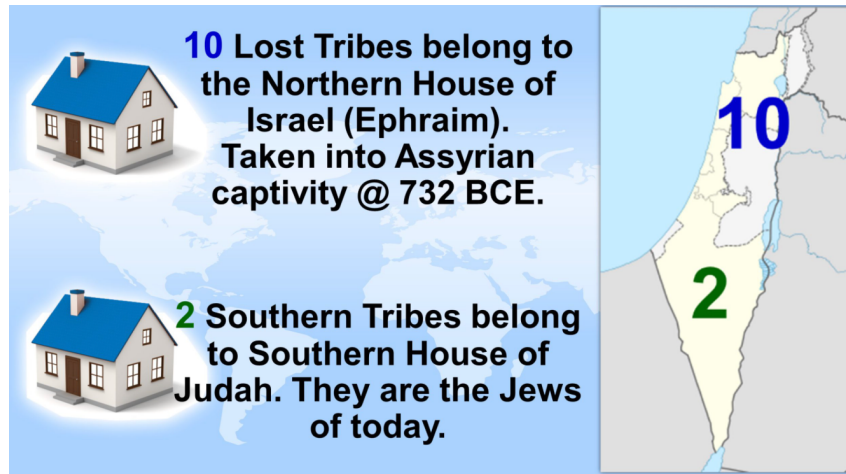 10 Lost Tribes belong to
the Northern House of
Israel (Ephraim).
Taken into Assyrian
captivity @ 732 BCE.
2 Southern Tribes belong
to Southern House of
Judah. They are the Jews
of today.
10
2